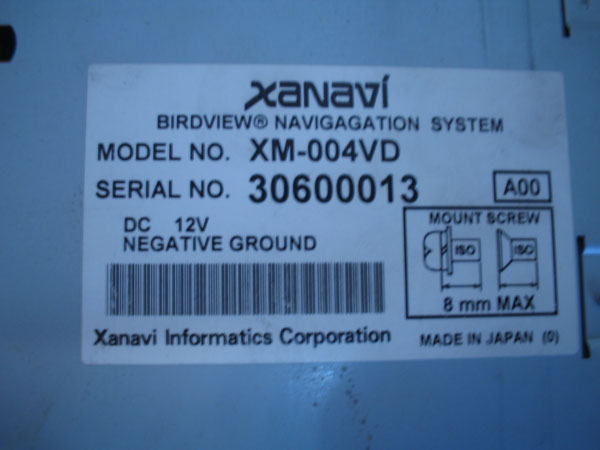 xanaví
BIRDVIEW® NAVIGAGATION SYSTEM
MODEL NO. XM-004VD
SERIAL NO. 30600013
A00
DC 12V
NEGATIVE GROUND
MOUNT SCREW
ISO ISO
8 mm MAX
Xanavi Informatics Corporation
MADE IN JAPAN (0)